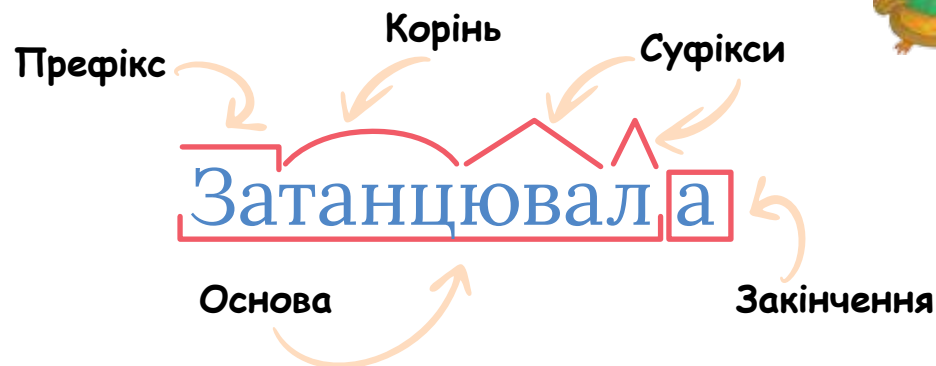 Корінь
Префікс
Суфікси
Затанцювала
Основа
Закінчення